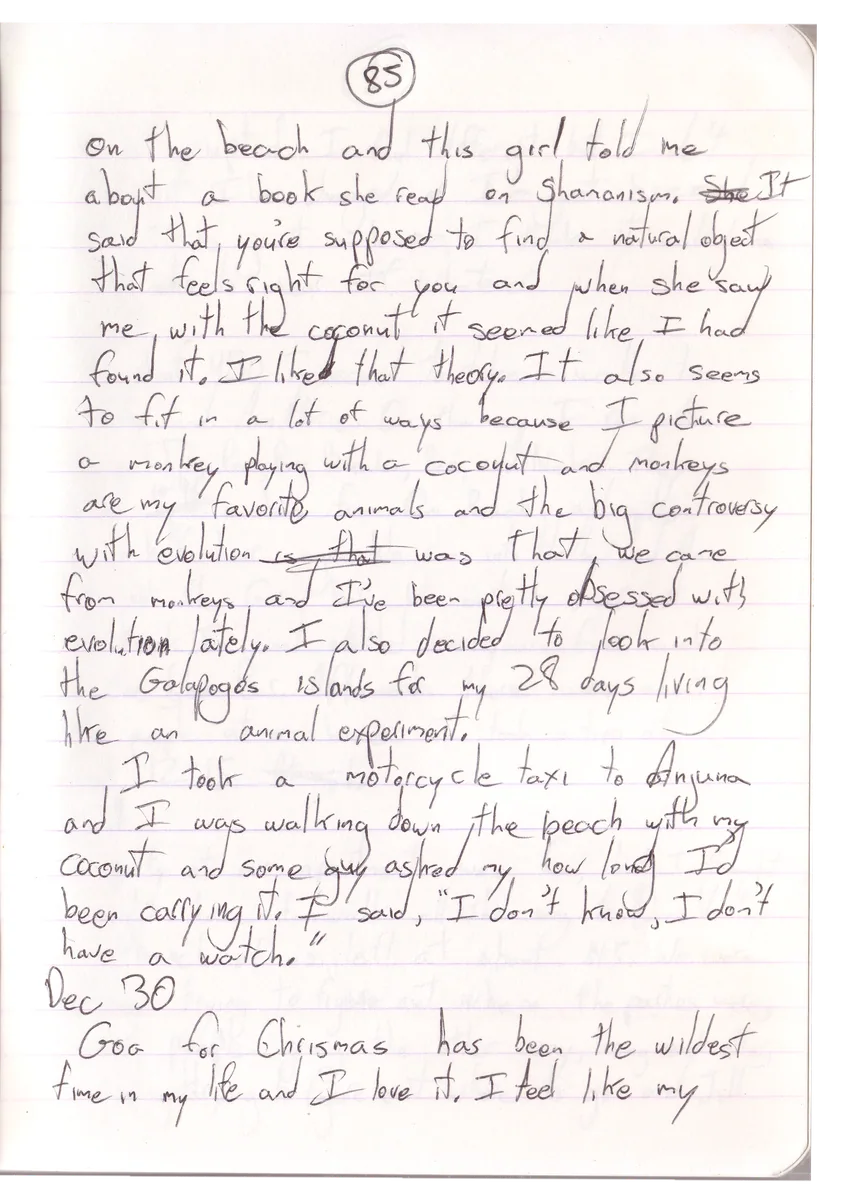 85
on the beach and this girl told me
about a book she read on Shananism. She It
said that you're supposed to find a natural object
that feels right for you and when she saw
me with the coconut it seemed like I had
found it. I liked that theory. It also seems
to fit in a lot of ways because I picture
a monkey playing with a coconut and monkeys
are my favorite animals and the big controversy
with evolution is that was that we came
from monkeys and I've been pretty obsessed with
evolution lately. I also decided to look into
the Galapogos islands for my 28 days living
like an animal experiment.
I took a motorcycle taxi to Anjuna
and I was walking down the beach with my
coconut and some guy asked my how long I'd
been carrying it. I said, "I don't know, I don't
have a watch."
Dec 30
Goa for Chrismas has been the wildest
time in my life and I love it. I feel like my